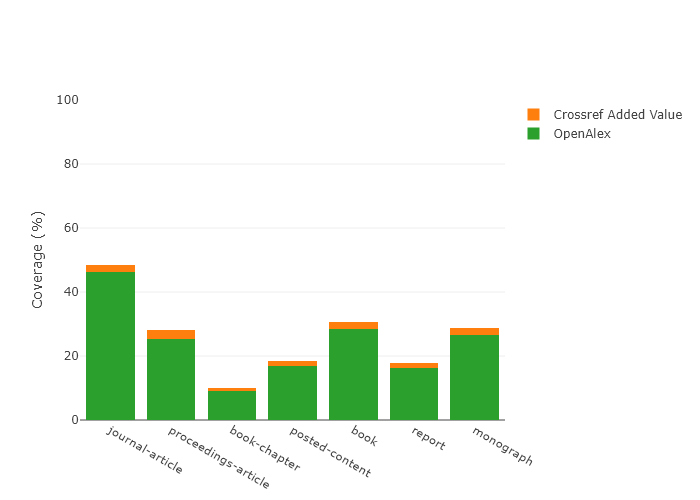 100
80
60
40
20
0
Coverage (%)
journal-article
proceedings-article
book-chapter
posted-content
book
report
monograph
Crossref Added Value
OpenAlex